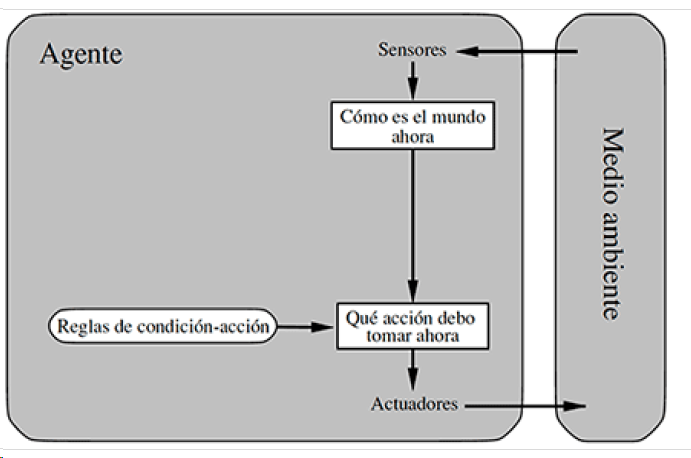 Agente
Sensores
Cómo es el mundo
ahora
Medio ambiente
Reglas de condición-acción
Qué acción debo
tomar ahora
Actuadores